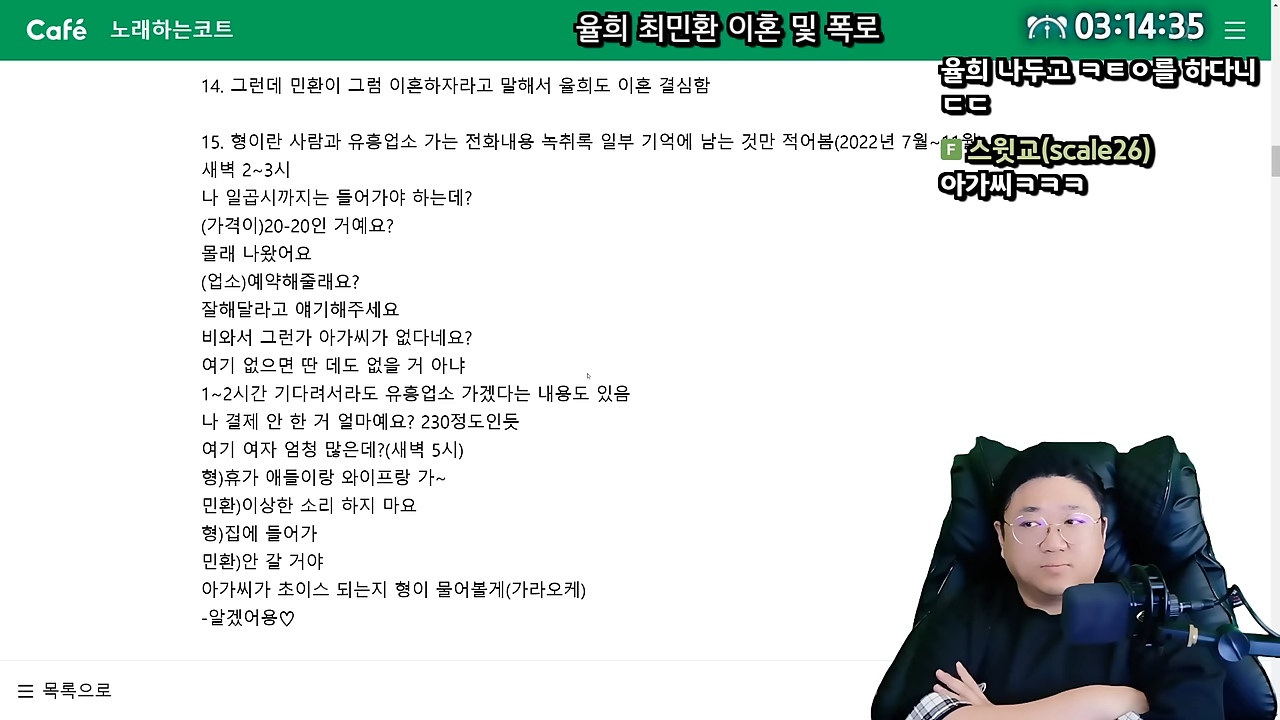 Café 노래하는코트
율희 최민환 이혼 및 폭로
03:14:35
14. 그런데 민환이 그럼 이혼하자라고 말해서 율희도 이혼 결심함
15. 형이란 사람과 유흥업소 가는 전화내용 녹취록 일부 기억에 남는 것만 적어봄(2022년 7월~11월)
새벽 2~3시
나 일곱시까지는 들어가야 하는데?
(가격이)20-20인 거예요?
몰래 나왔어요
(업소)예약해줄래요?
잘해달라고 얘기해주세요
비와서 그런가 아가씨가 없다네요?
여기 없으면 딴 데도 없을 거 아냐
1~2시간 기다려서라도 유흥업소 가겠다는 내용도 있음
나 결제 안 한 거 얼마예요? 230정도인듯
여기 여자 엄청 많은데?(새벽 5시)
형)휴가 애들이랑 와이프랑 가~
민환)이상한 소리 하지 마요
형)집에 들어가
민환)안 갈 거야
아가씨가 초이스 되는지 형이 물어볼게(가라오케)
-알겠어용♡
목록으로
율희 나두고 ㅋㅌㅇ를 하다니
ㄷㄷ
F 스윗교(scale26)
아가씨ㅋㅋㅋ